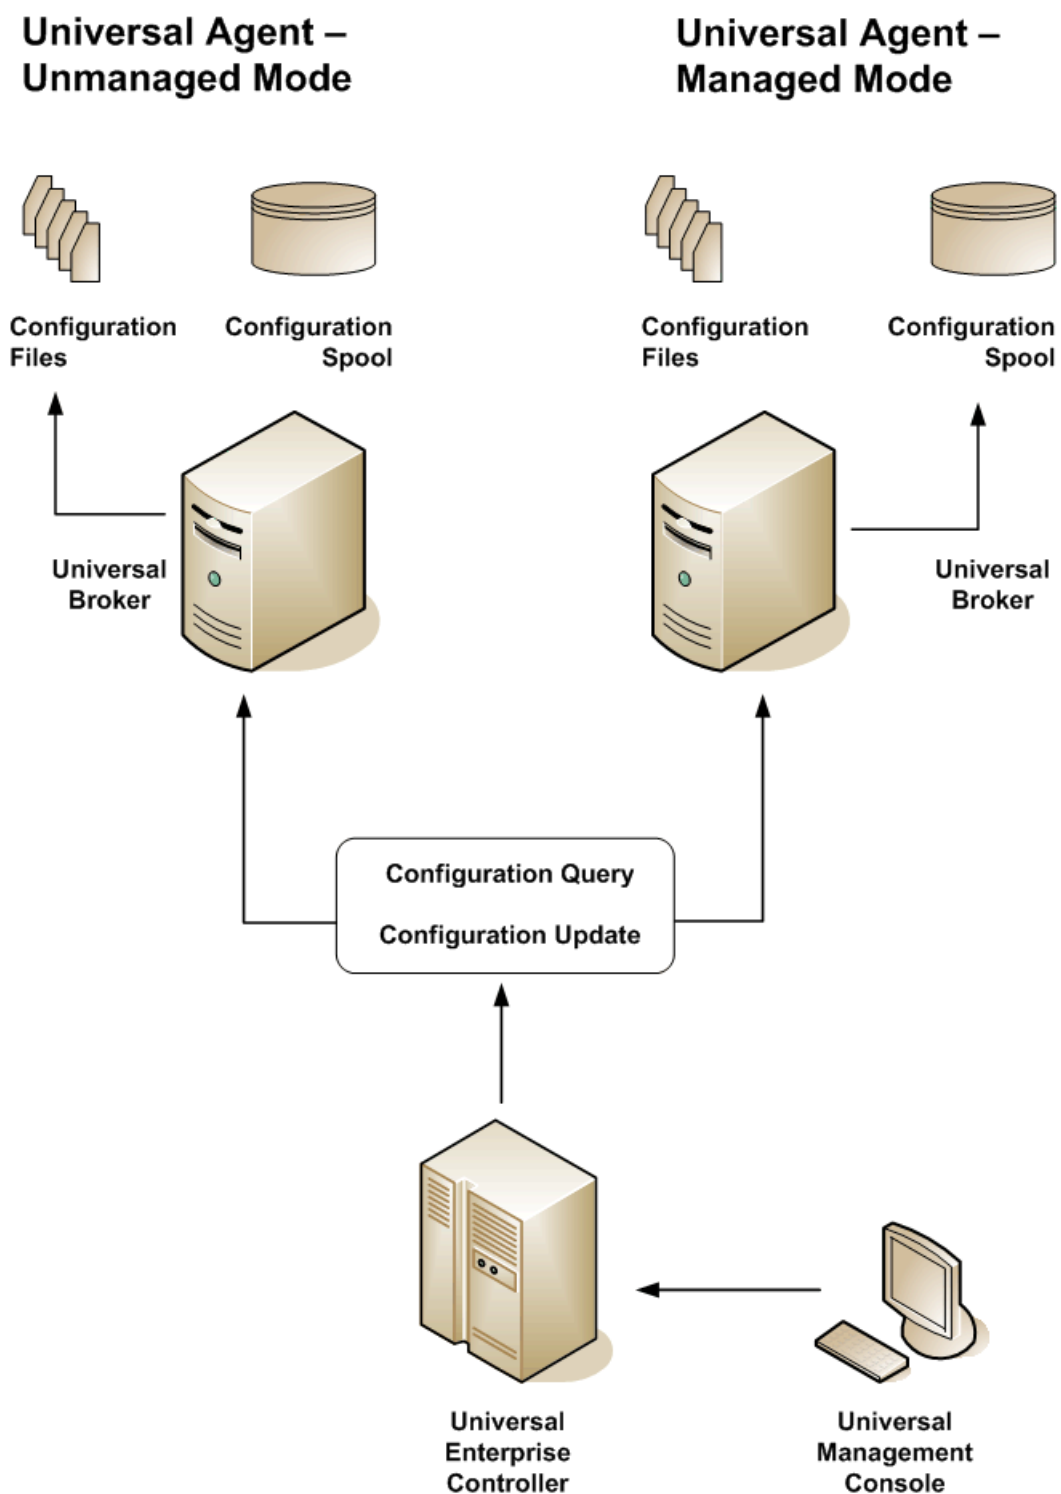 Universal Agent –
Unmanaged Mode
Universal Agent –
Managed Mode
Configuration
Files
Configuration
Spool
Configuration
Files
Configuration
Spool
Universal
Broker
Universal
Broker
Configuration Query
Configuration Update
Universal
Enterprise
Controller
Universal
Management
Console